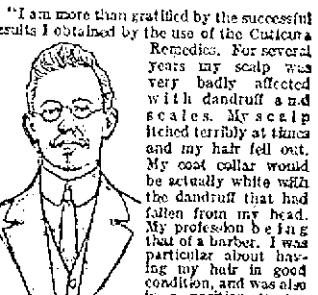 "I am more than gratified by the successful
results I obtained by the use of the Cuticura
Remedies. For several
years my scalp was
very badly affected
with dandruff and
scales. My scalp
itched terribly at times
and my hair fell out.
My coat collar would
be actually white with
the dandruff that had
fallen from my head.
My profession being
that of a barber. I was
particular about hav-
ing my hair in good
condition, and was also